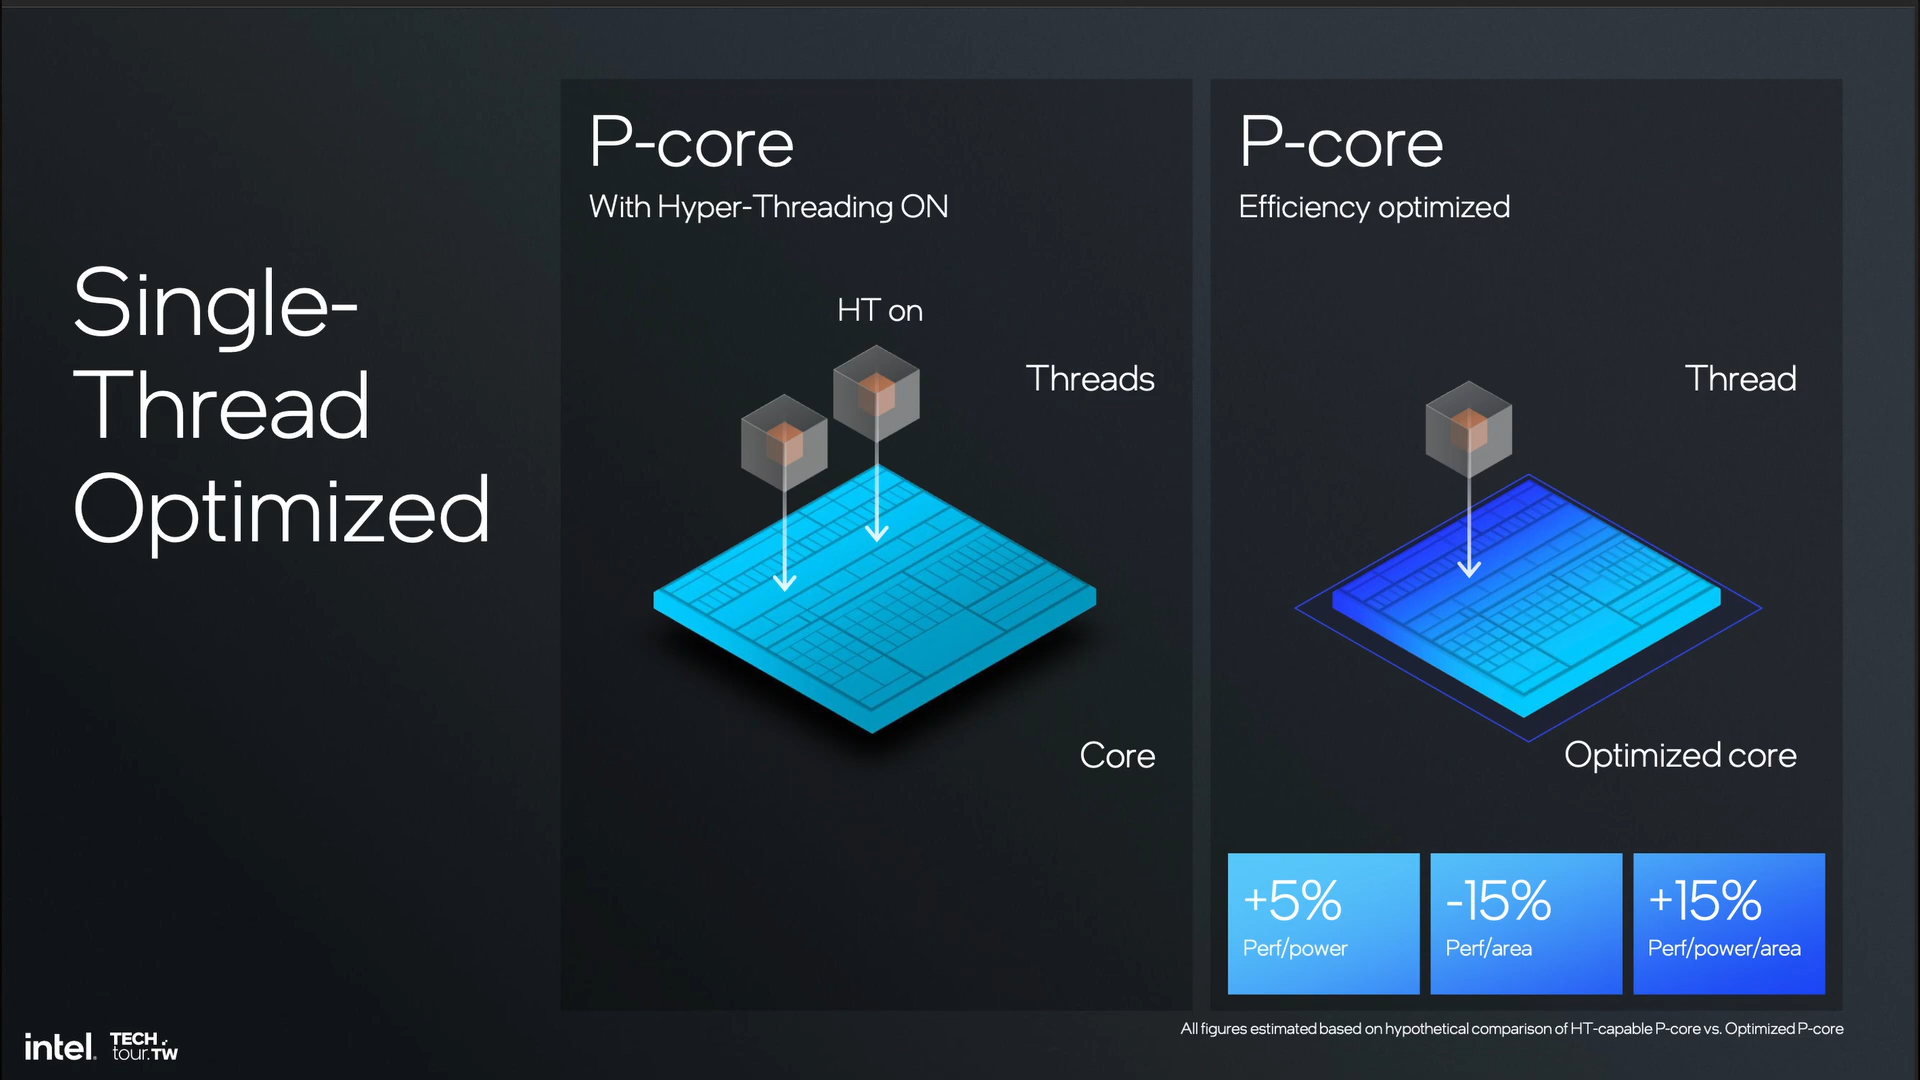 Single-
Thread
Optimized
P-core
With Hyper-Threading ON
HT on
Threads
Core
P-core
Efficiency optimized
Thread
Optimized core
+5%
Perf/power
-15%
Perf/area
+15%
Perf/power/area
All figures estimated based on hypothetical comparison of HT-capable P-core vs. Optimized P-core
intel.
TECH
tour.TW